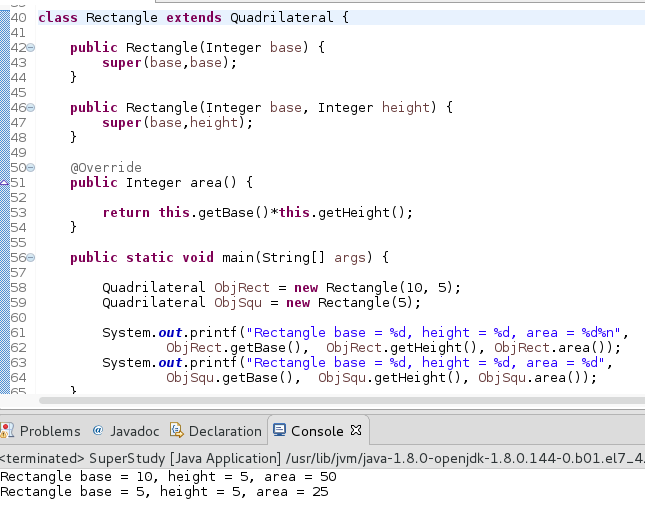 40 class Rectangle extends Quadrilateral {
41
42 public Rectangle(Integer base) {
43 super(base,base);
44 }
45
46 public Rectangle(Integer base, Integer height) {
47 super(base,height);
48 }
49
50 @Override
51 public Integer area() {
52
53 return this.getBase()*this.getHeight();
54 }
55
56 public static void main(String[] args) {
57
58 Quadrilateral ObjRect = new Rectangle(10, 5);
59 Quadrilateral ObjSqu = new Rectangle(5);
60
61 System.out.printf("Rectangle base = %d, height = %d, area = %d%n",
62 ObjRect.getBase(),  ObjRect.getHeight(), ObjRect.area());
63 System.out.printf("Rectangle base = %d, height = %d, area = %d",
64 ObjSqu.getBase(),  ObjSqu.getHeight(), ObjSqu.area());
65 }
Problems @ Javadoc Declaration Console
<terminated> SuperStudy [Java Application] /usr/lib/jvm/java-1.8.0-openjdk-1.8.0.144-0.b01.el7_4.
Rectangle base = 10, height = 5, area = 50
Rectangle base = 5, height = 5, area = 25